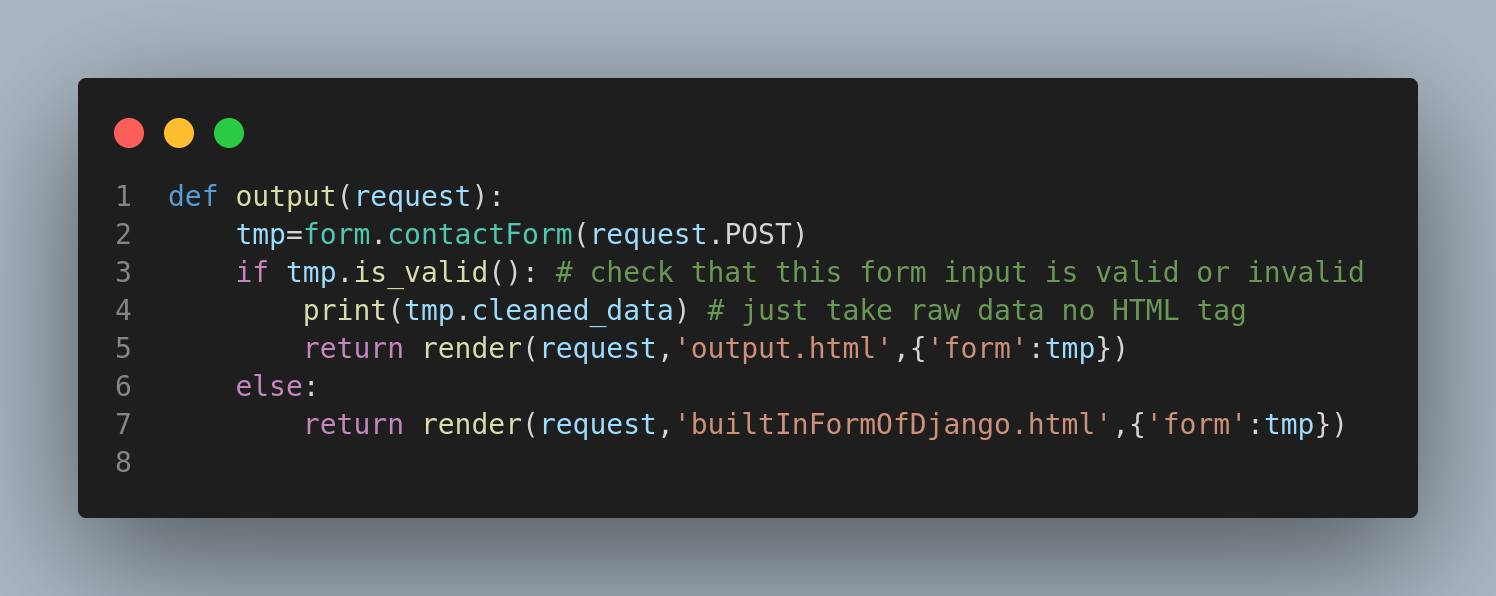 1 def output(request):
2     tmp=form.contactForm(request.POST)
3     if tmp.is_valid(): # check that this form input is valid or invalid
4         print(tmp.cleaned_data) # just take raw data no HTML tag
5         return render(request,'output.html',{'form':tmp})
6     else:
7         return render(request,'builtInFormOfDjango.html',{'form':tmp})
8